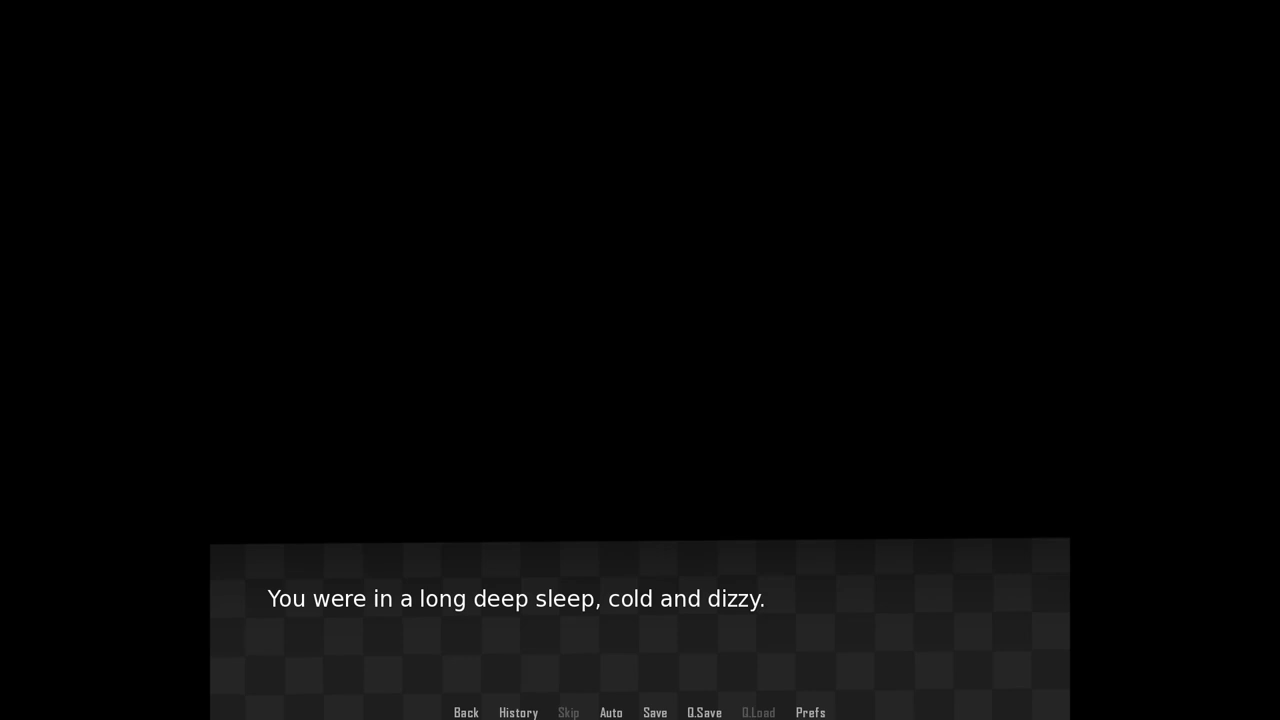 You were in a long deep sleep, cold and dizzy.
Back History Skip Auto Save Q.Save Q.Load Prefs